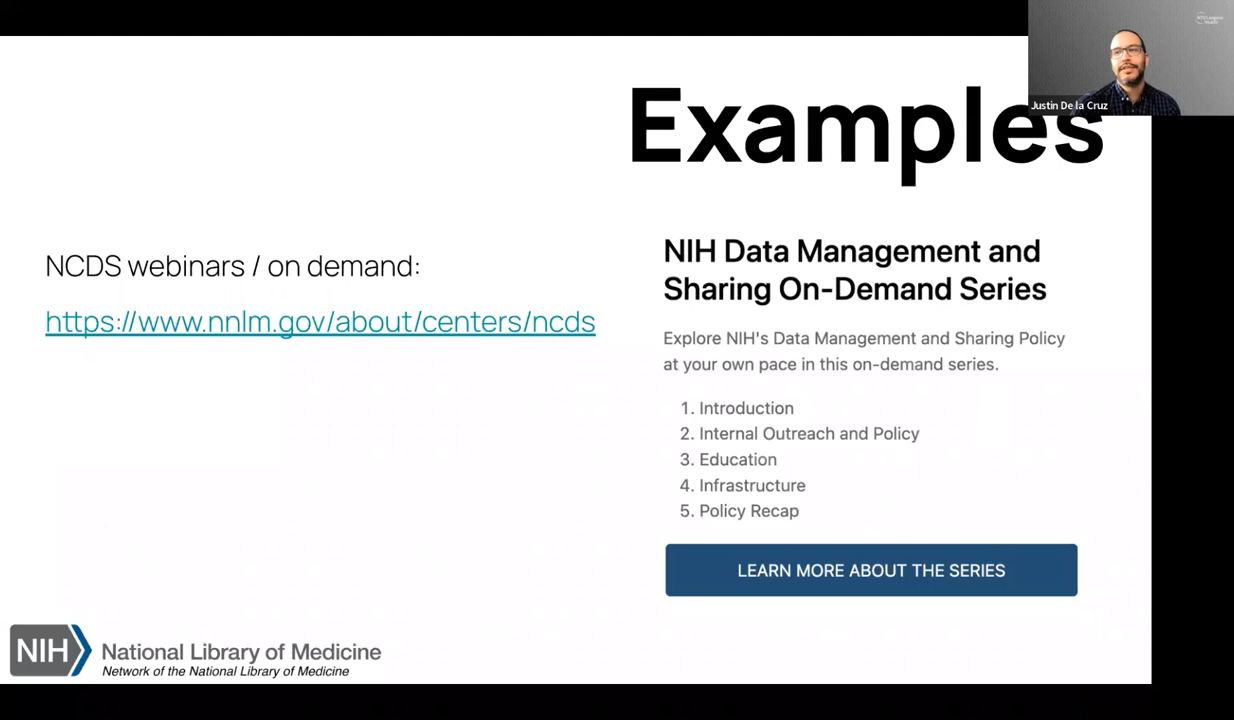 Examples
Justin De la Cruz
NCDS webinars / on demand:
https://www.nnlm.gov/about/centers/ncds
NIH Data Management and
Sharing On-Demand Series
Explore NIH's Data Management and Sharing Policy
at your own pace in this on-demand series.
1. Introduction
2. Internal Outreach and Policy
3. Education
4. Infrastructure
5. Policy Recap
LEARN MORE ABOUT THE SERIES
NIH National Library of Medicine
Network of the National Library of Medicine